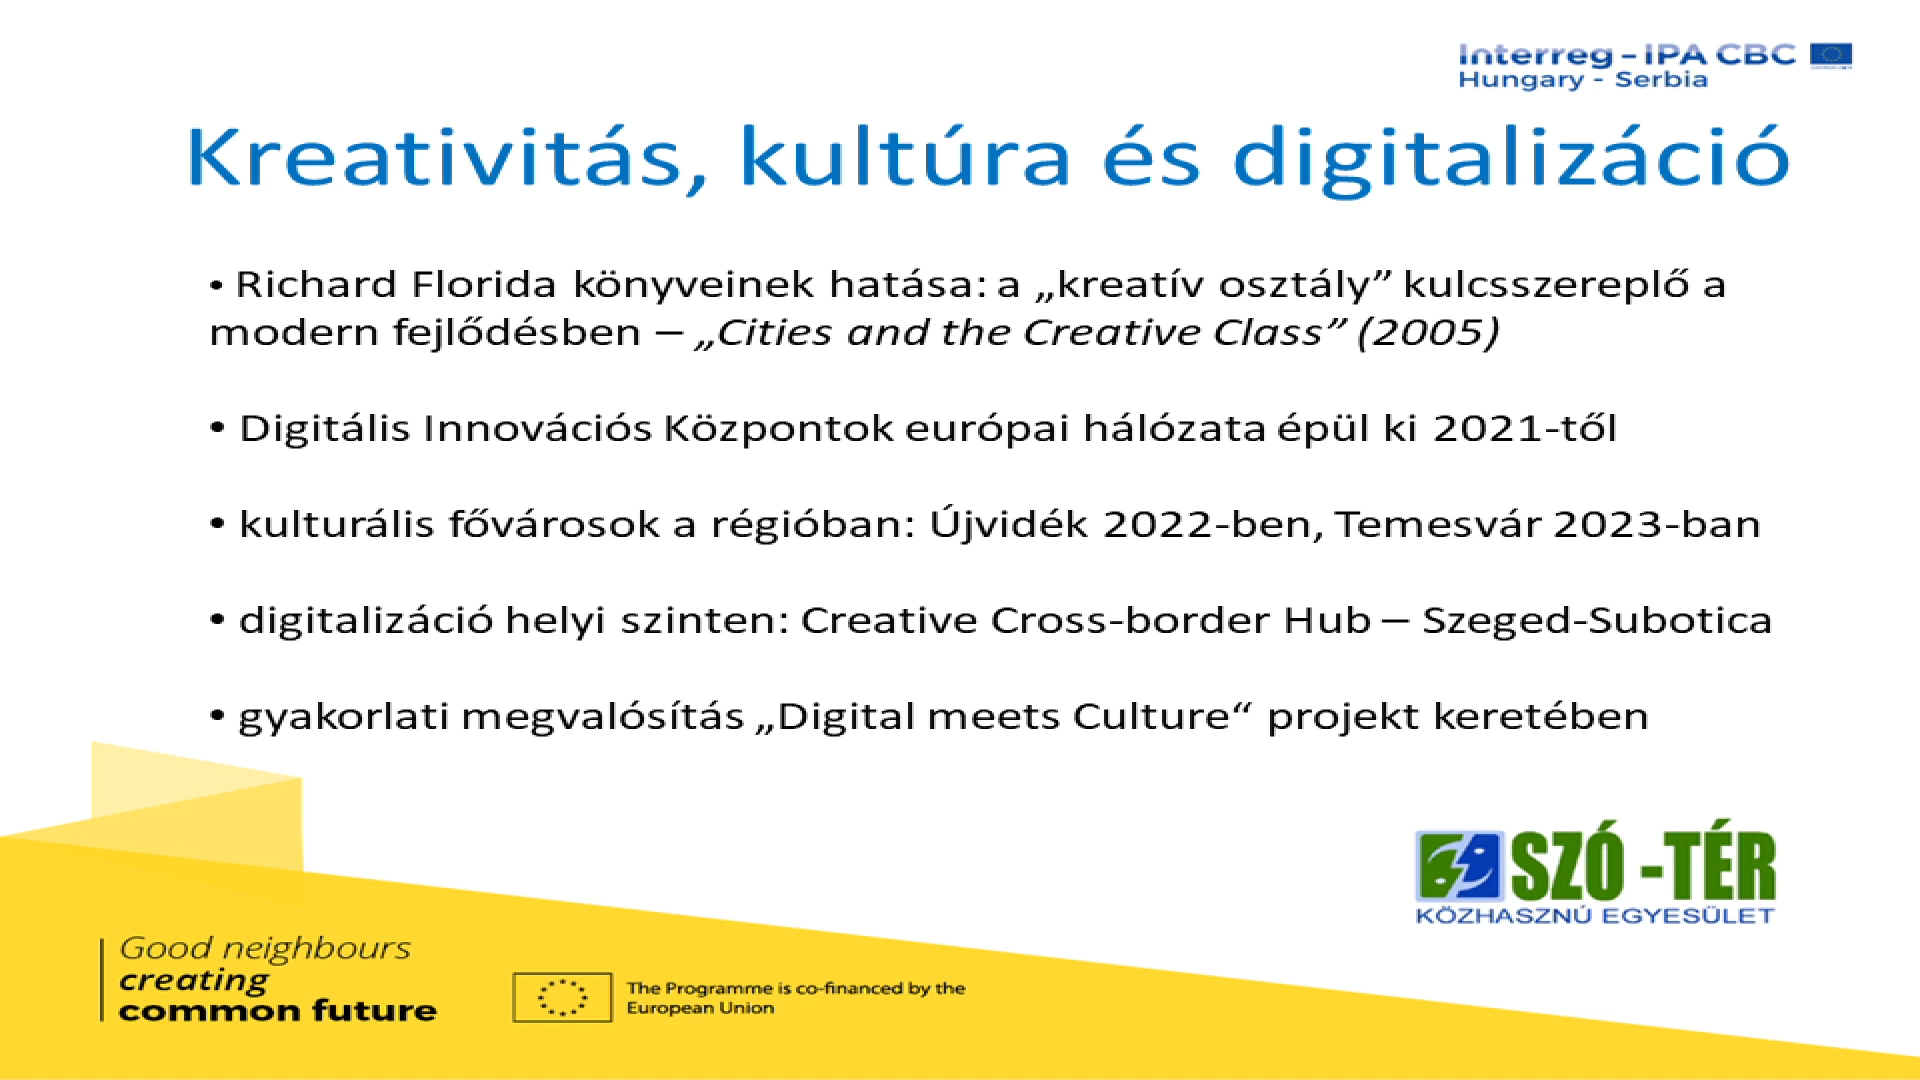 Interreg - IPA CBC
Hungary - Serbia
Kreativitás, kultúra és digitalizáció
• Richard Florida könyveinek hatása: a „kreatív osztály” kulcsszereplő a
modern fejlődésben – „Cities and the Creative Class” (2005)
• Digitális Innovációs Központok európai hálózata épül ki 2021-től
• kulturális fővárosok a régióban: Újvidék 2022-ben, Temesvár 2023-ban
• digitalizáció helyi szinten: Creative Cross-border Hub – Szeged-Subotica
• gyakorlati megvalósítás „Digital meets Culture“ projekt keretében
SZÓ -TÉR
KÖZHASZNÚ EGYESÜLET
Good neighbours
creating
common future
The Programme is co-financed by the
European Union